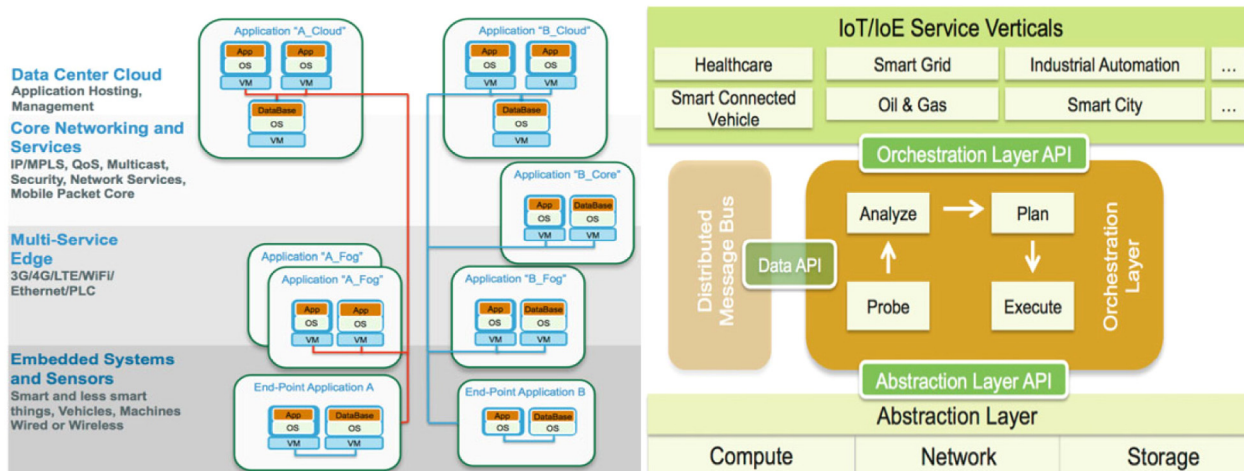 Data Center Cloud
Application Hosting,
Management
Core Networking and
Services
IP/MPLS, QoS, Multicast,
Security, Network Services,
Mobile Packet Core
Multi-Service
Edge
3G/4G/LTE/WiFi/
Ethernet/PLC
Embedded Systems
and Sensors
Smart and less smart
things, Vehicles, Machines
Wired or Wireless
Application "A_Cloud"
App App
OS OS
VM VM
DataBase
OS
VM
Application "A_Fog"
Application "A_Fog"
App App
OS OS
VM VM
End-Point Application A
App DataBase
OS OS
VM VM
Application "B_Cloud"
App App
OS OS
VM VM
DataBase
OS
VM
Application "B_Core"
App DataBase
OS OS
VM VM
Application "B_Fog"
App DataBase
OS OS
VM VM
End-Point Application B
App DataBase
OS OS
IoT/IoE Service Verticals
Healthcare Smart Grid Industrial Automation ...
Smart Connected
Vehicle
Oil & Gas Smart City ...
Orchestration Layer API
Distributed
Message Bus
Data API
Analyze Plan
Probe Execute
Orchestration
Layer
Abstraction Layer API
Abstraction Layer
Compute Network Storage